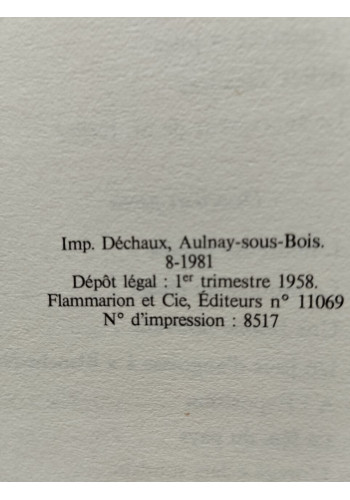 Imp. Déchaux, Aulnay-sous-Bois.
8-1981
Dépôt légal : 1er trimestre 1958.
Flammarion et Cie, Éditeurs n° 11069
N° d'impression : 8517